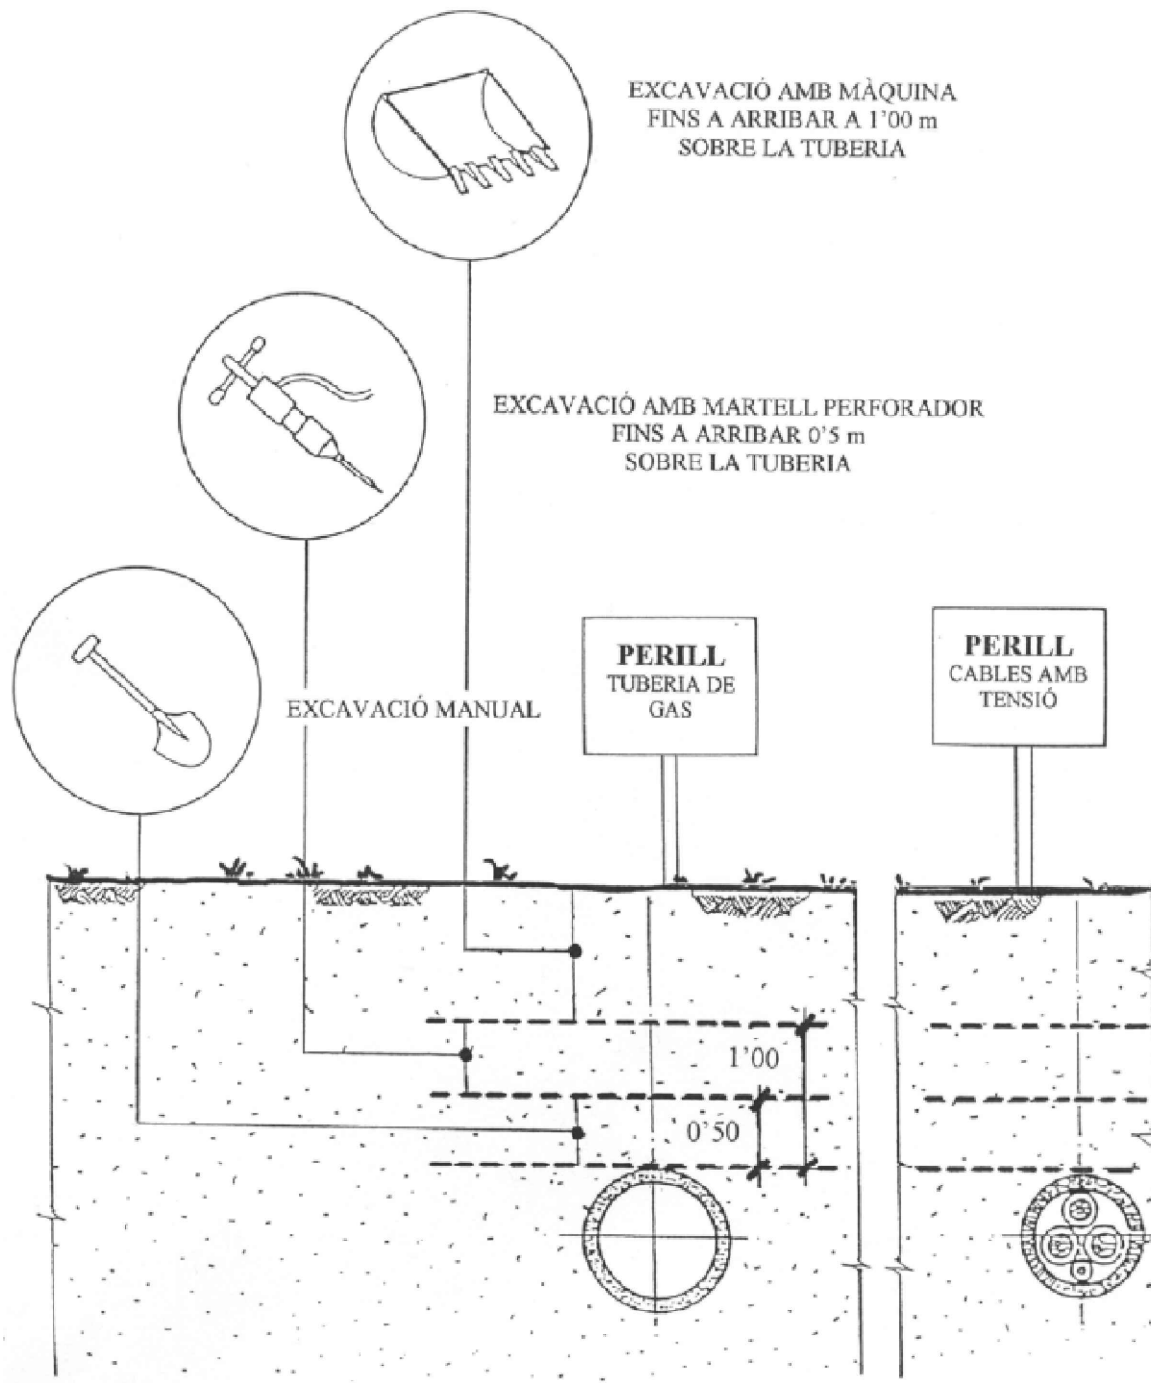 EXCAVACIÓ AMB MÀQUINA
FINS A ARRIBAR A 1'00 m
SOBRE LA TUBERIA
EXCAVACIÓ AMB MARTELL PERFORADOR
FINS A ARRIBAR 0'5 m
SOBRE LA TUBERIA
EXCAVACIÓ MANUAL
PERILL
TUBERIA DE
GAS
PERILL
CABLES AMB
TENSIÓ
1'00
0'50